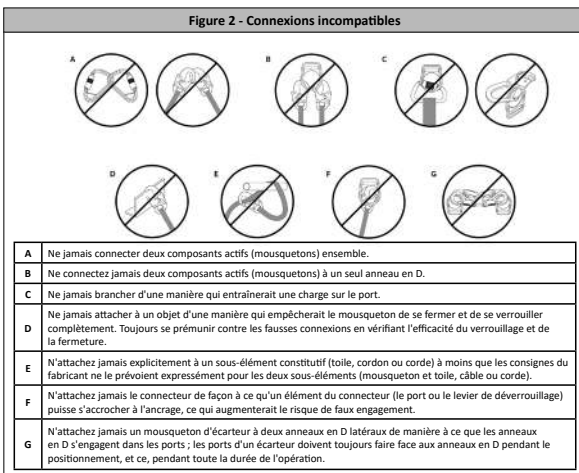 Figure 2 - Connexions incompatibles
A
B
C
D
E
F
G
A Ne jamais connecter deux composants actifs (mousquetons) ensemble.
B Ne connectez jamais deux composants actifs (mousquetons) à un seul anneau en D.
C Ne jamais brancher d'une manière qui entraînerait une charge sur le port.
D Ne jamais attacher à un objet d'une manière qui empêcherait le mousqueton de se fermer et de se verrouiller
complètement. Toujours se prémunir contre les fausses connexions en vérifiant l'efficacité du verrouillage et de
la fermeture.
E N'attachez jamais explicitement à un sous-élément constitutif (toile, cordon ou corde) à moins que les consignes du
fabricant ne le prévoient expressément pour les deux sous-éléments (mousqueton et toile, câble ou corde).
F N'attachez jamais le connecteur de façon à ce qu'un élément du connecteur (le port ou le levier de déverrouillage)
puisse s'accrocher à l'ancrage, ce qui augmenterait le risque de faux engagement.
G N'attachez jamais un mousqueton d'écarteur à deux anneaux en D latéraux de manière à ce que les anneaux
en D s'engagent dans les ports ; les ports d'un écarteur doivent toujours faire face aux anneaux en D pendant le
positionnement, et ce, pendant toute la durée de l'opération.